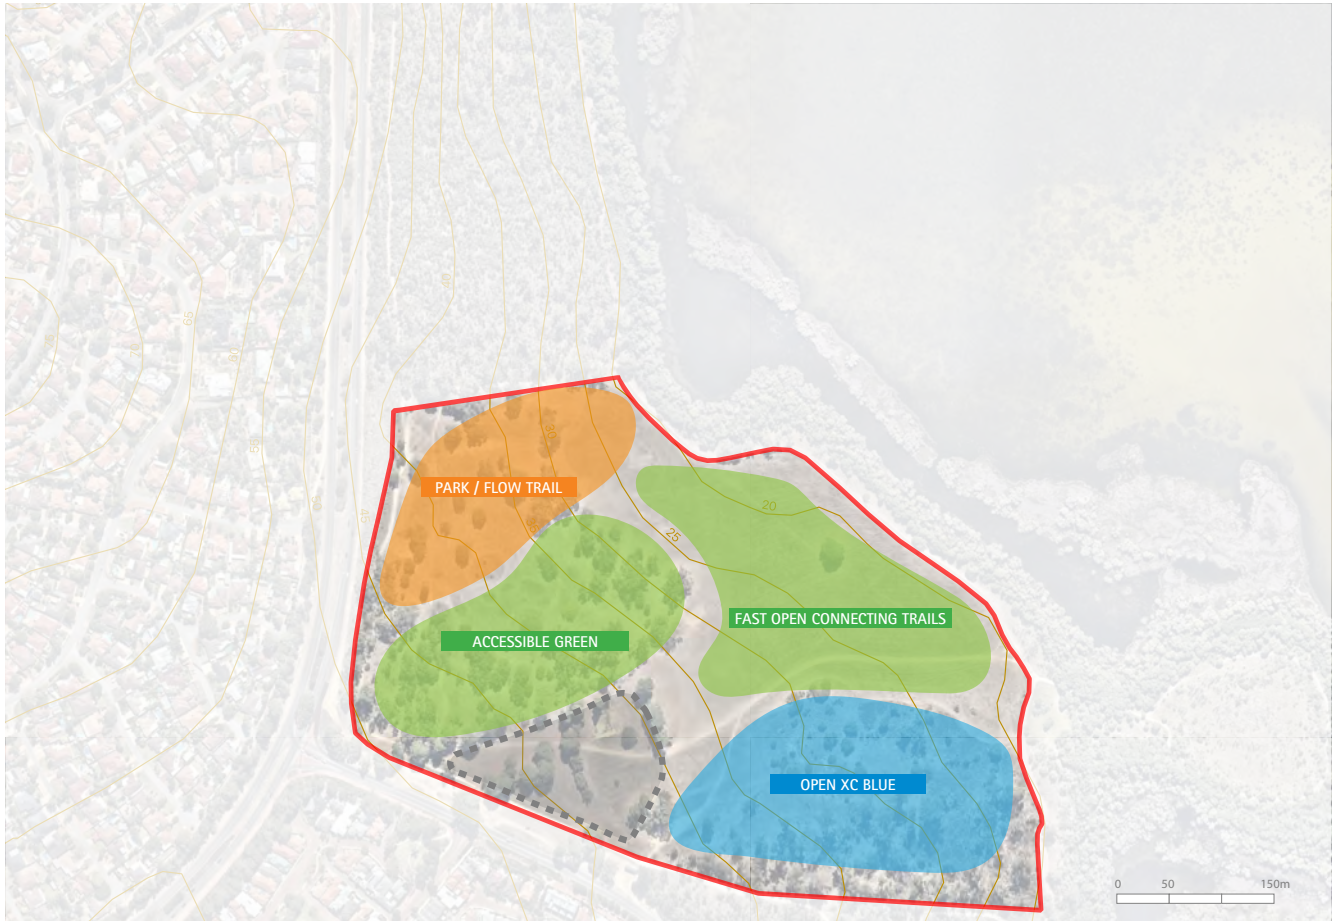 65
30
PARK / FLOW TRAIL
20
25
FAST OPEN CONNECTING TRAILS
ACCESSIBLE GREEN
OPEN XC BLUE
0 50 150m